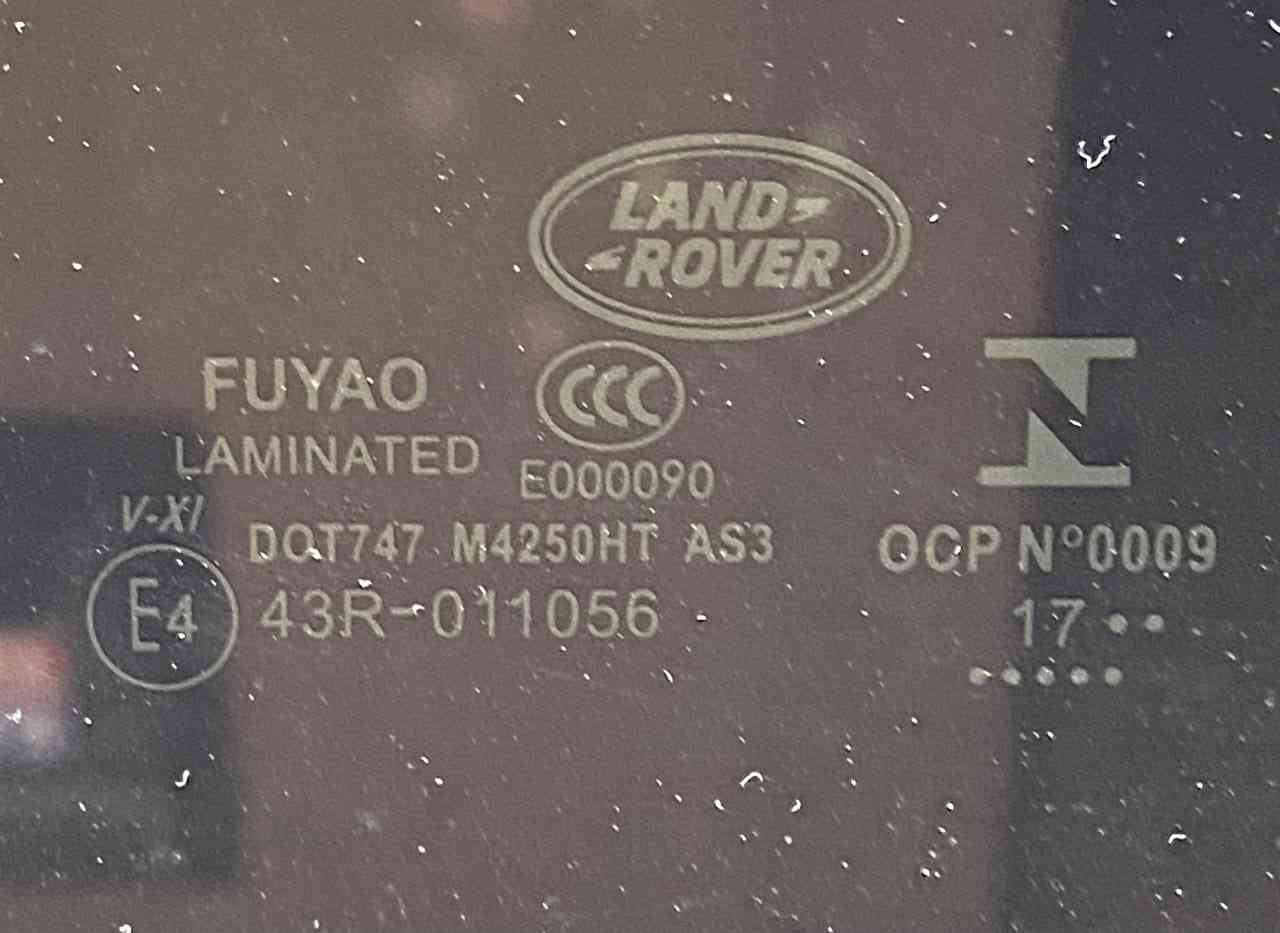 LAND
ROVER
FUYAO
LAMINATED
CCC
E000090
V-XI
DOT747 M4250HT AS3
E4 43R-011056
OCP N°0009
17 ••
•••••